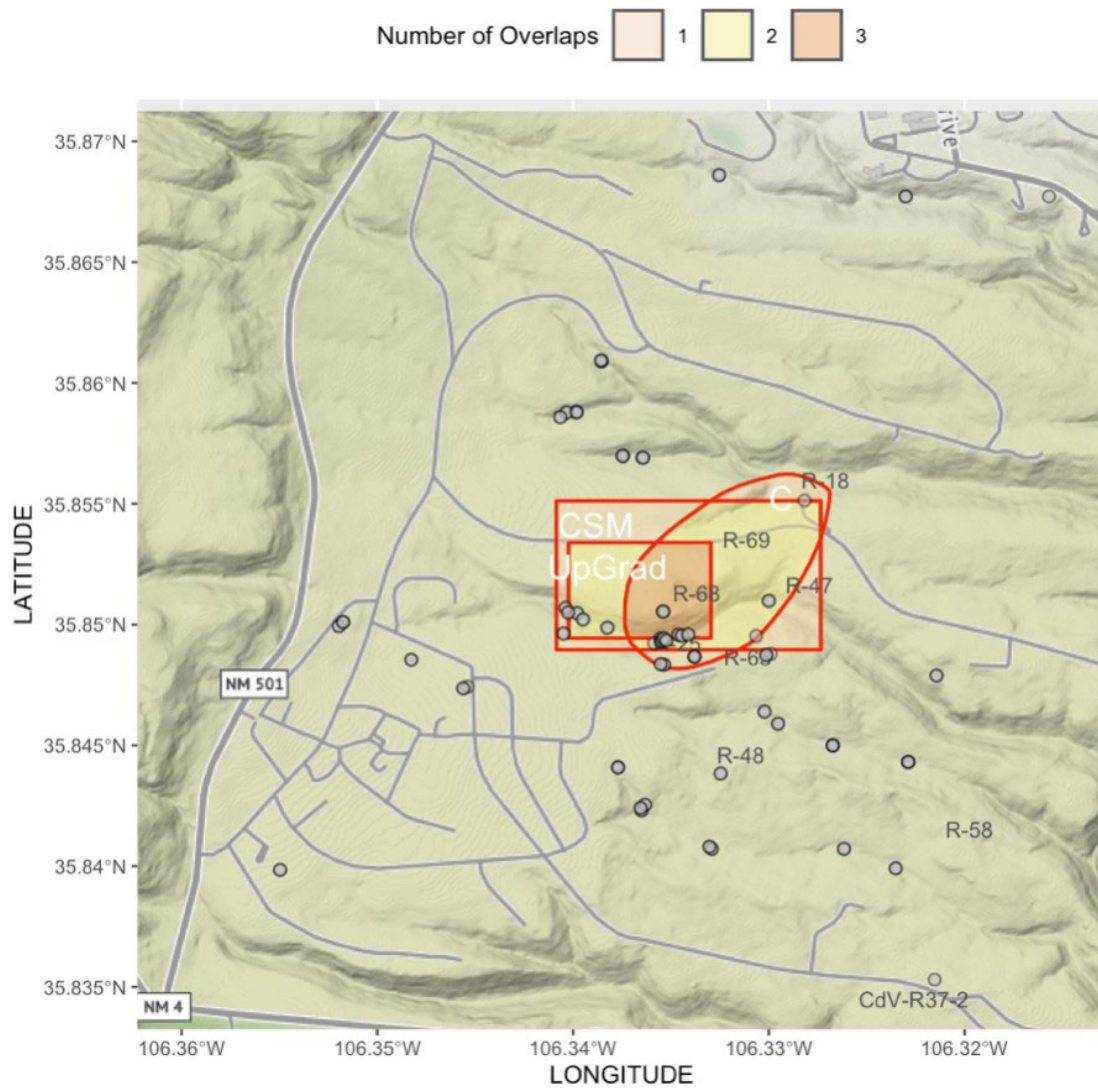 Number of Overlaps 1 2 3
rive
35.87°N
35.865°N
35.86°N
35.855°N
35.85°N
35.845°N
35.84°N
35.835°N
LATITUDE
R-18
C
CSM
R-69
UpGrad
R-47
R-63
NM 501
R-48
R-58
CdV-R37-2
NM 4
106.36°W 106.35°W 106.34°W 106.33°W 106.32°W
LONGITUDE